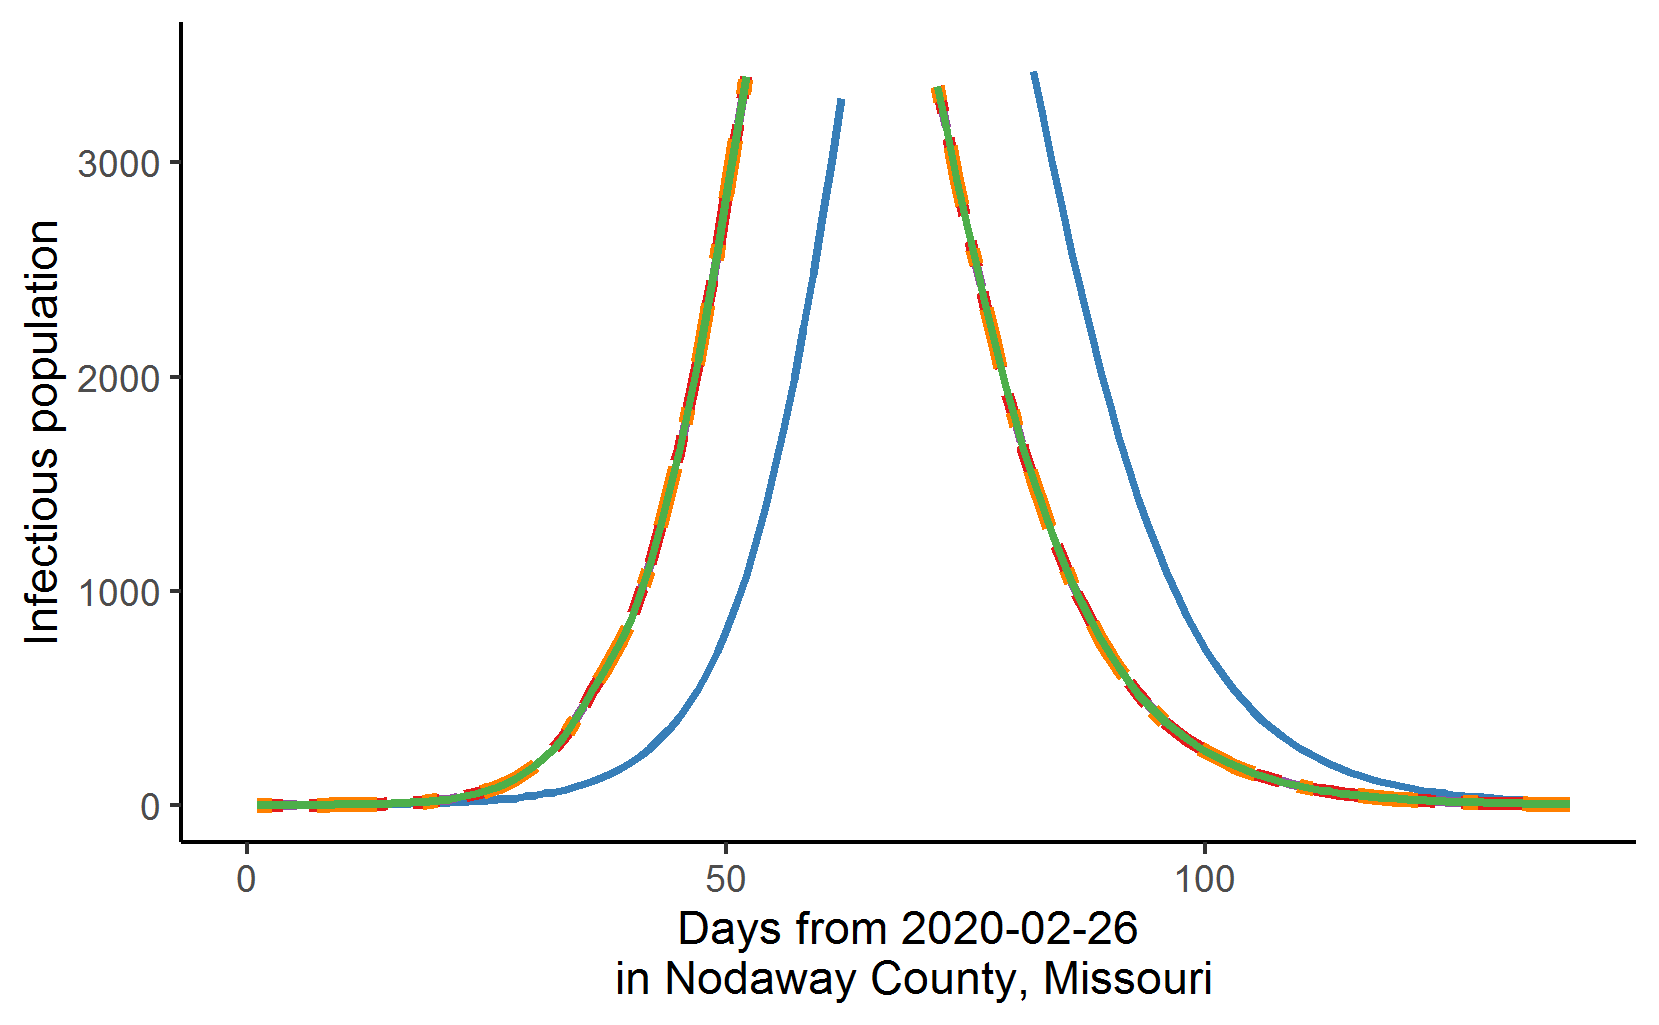 Infectious population
3000
2000
1000
0
0 50 100
Days from 2020-02-26
in Nodaway County, Missouri